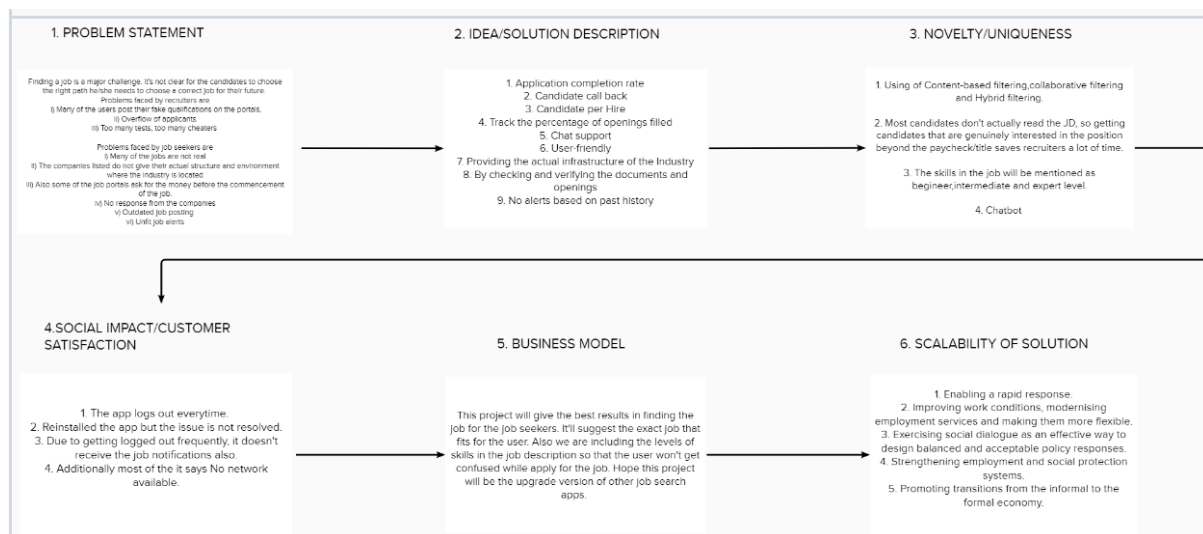 1. PROBLEM STATEMENT
Finding a job is a major challenge. It's not clear for the candidates to choose
the right path he/she needs to choose a correct job for their future.
Problems faced by recruiters are
i) Many of the users post their fake qualifications on the portals.
ii) Overflow of applicants
iii) Too many tests, too many cheaters
Problems faced by job seekers are
i) Many of the jobs are not real
ii) The companies listed do not give their actual structure and environment
where the industry is located
iii) Also some of the job portals ask for the money before the commencement
of the job.
iv) No response from the companies
v) Outdated job posting
vi) Unfit job alerts
2. IDEA/SOLUTION DESCRIPTION
1. Application completion rate
2. Candidate call back
3. Candidate per Hire
4. Track the percentage of openings filled
5. Chat support
6. User-friendly
7. Providing the actual infrastructure of the Industry
8. By checking and verifying the documents and
openings
9. No alerts based on past history
3. NOVELTY/UNIQUENESS
1. Using of Content-based filtering,collaborative filtering
and Hybrid filtering.
2. Most candidates don't actually read the JD, so getting
candidates that are genuinely interested in the position
beyond the paycheck/title saves recruiters a lot of time.
3. The skills in the job will be mentioned as
begineer,intermediate and expert level.
4. Chatbot
4.SOCIAL IMPACT/CUSTOMER
SATISFACTION
1. The app logs out everytime.
2. Reinstalled the app but the issue is not resolved.
3. Due to getting logged out frequently, it doesn't
receive the job notifications also.
4. Additionally most of the it says No network
available.
5. BUSINESS MODEL
This project will give the best results in finding the
job for the job seekers. It'll suggest the exact job that
fits for the user. Also we are including the levels of
skills in the job description so that the user won't get
confused while apply for the job. Hope this project
will be the upgrade version of other job search
apps.
6. SCALABILITY OF SOLUTION
1. Enabling a rapid response.
2. Improving work conditions, modernising
employment services and making them more flexible.
3. Exercising social dialogue as an effective way to
design balanced and acceptable policy responses.
4. Strengthening employment and social protection
systems.
5. Promoting transitions from the informal to the
formal economy.